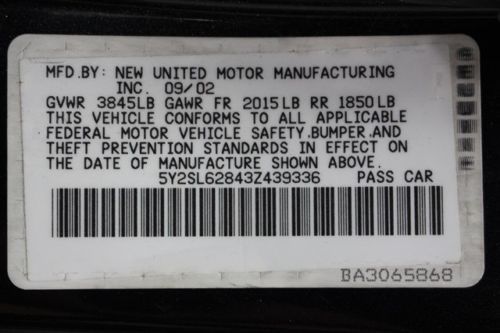 MFD.BY: NEW UNITED MOTOR MANUFACTURING
INC. 09/02
GVWR 3845LB GAWR FR 2015LB RR 1850LB
THIS VEHICLE CONFORMS TO ALL APPLICABLE
FEDERAL MOTOR VEHICLE SAFETY.BUMPER.AND
THEFT PREVENTION STANDARDS IN EFFECT ON
THE DATE OF MANUFACTURE SHOWN ABOVE.
5Y2SL62843Z439336 PASS CAR
BA3065868